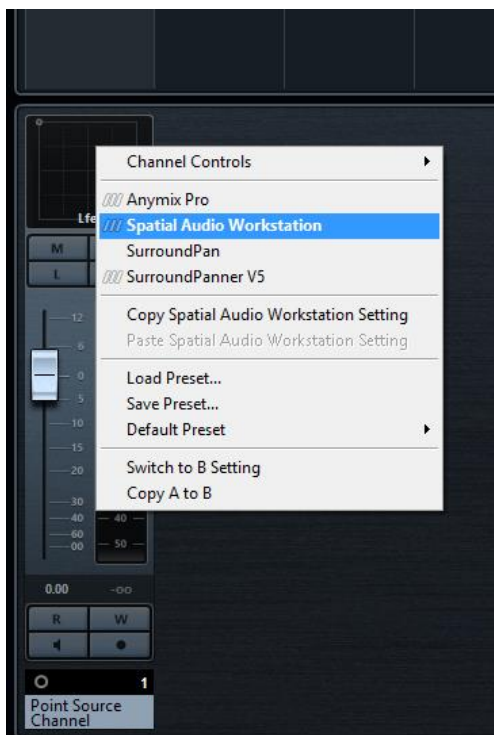 Channel Controls
Anymix Pro
Lfe
Spatial Audio Workstation
M
SurroundPan
L
SurroundPanner V5
Copy Spatial Audio Workstation Setting
Paste Spatial Audio Workstation Setting
Load Preset...
Save Preset...
Default Preset
Switch to B Setting
Copy A to B
12
6
0
5
10
15
20
30
40
60
00
40
50
0.00 -oo
R W
1
Point Source
Channel